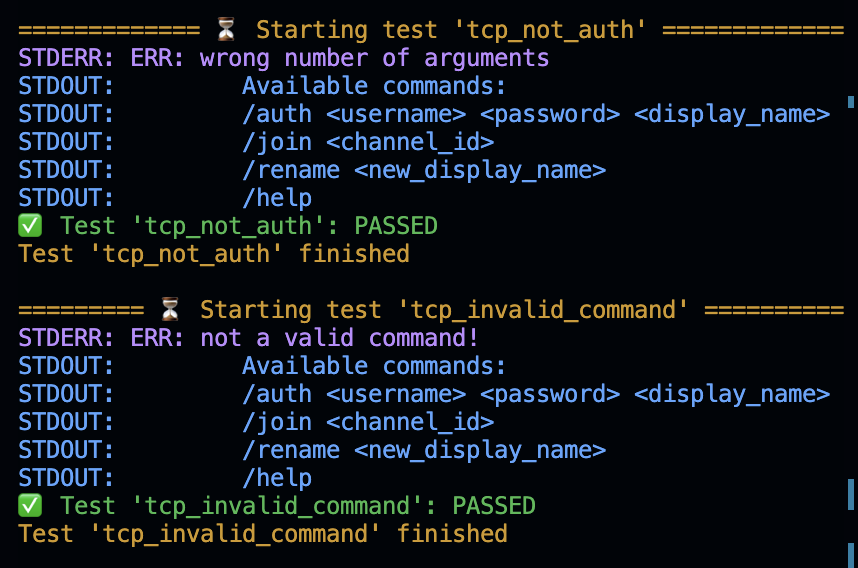 ============= ⏳ Starting test 'tcp_not_auth' =============
STDERR: ERR: wrong number of arguments
STDOUT:         Available commands:
STDOUT:         /auth <username> <password> <display_name>
STDOUT:         /join <channel_id>
STDOUT:         /rename <new_display_name>
STDOUT:         /help
✅ Test 'tcp_not_auth': PASSED
Test 'tcp_not_auth' finished

========= ⏳ Starting test 'tcp_invalid_command' ==========
STDERR: ERR: not a valid command!
STDOUT:         Available commands:
STDOUT:         /auth <username> <password> <display_name>
STDOUT:         /join <channel_id>
STDOUT:         /rename <new_display_name>
STDOUT:         /help
✅ Test 'tcp_invalid_command': PASSED
Test 'tcp_invalid_command' finished